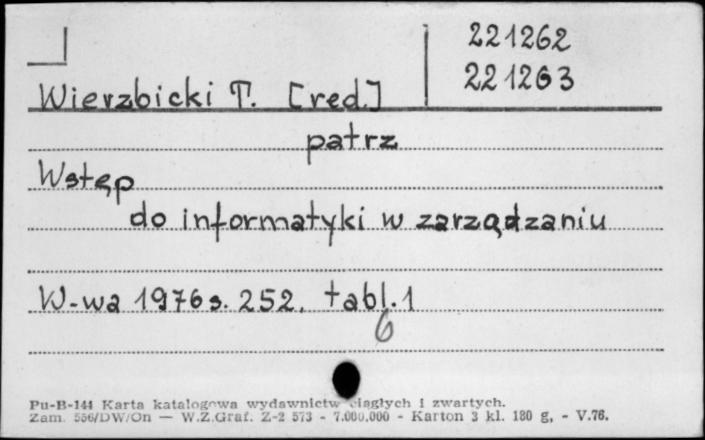 221262
221263
Wierzbicki T. [red.]
patrz
Wstęp
do informatyki w zarządzaniu
W-wa 1976 s. 252, tabl. 1
6
Pu-B-144 Karta katalogowa wydawnictw ciągłych i zwartych.
Zam. 556/DW/On — W.Z.Graf. Z-2 573 - 7.000.000 - Karton 3 kl. 180 g, - V.76.